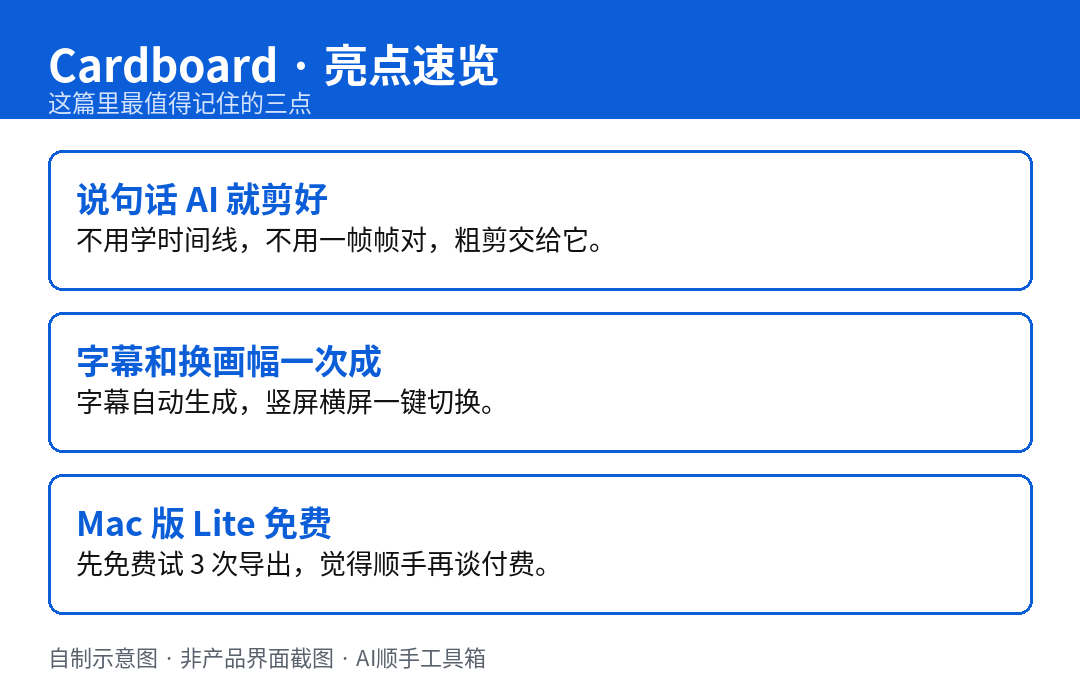 Cardboard · 亮点速览
这篇里最值得记住的三点
说句话 AI 就剪好
不用学时间线，不用一帧帧对，粗剪交给它。
字幕和换画幅一次成
字幕自动生成，竖屏横屏一键切换。
Mac 版 Lite 免费
先免费试 3 次导出，觉得顺手再谈付费。
自制示意图 · 非产品界面截图 · AI顺手工具箱